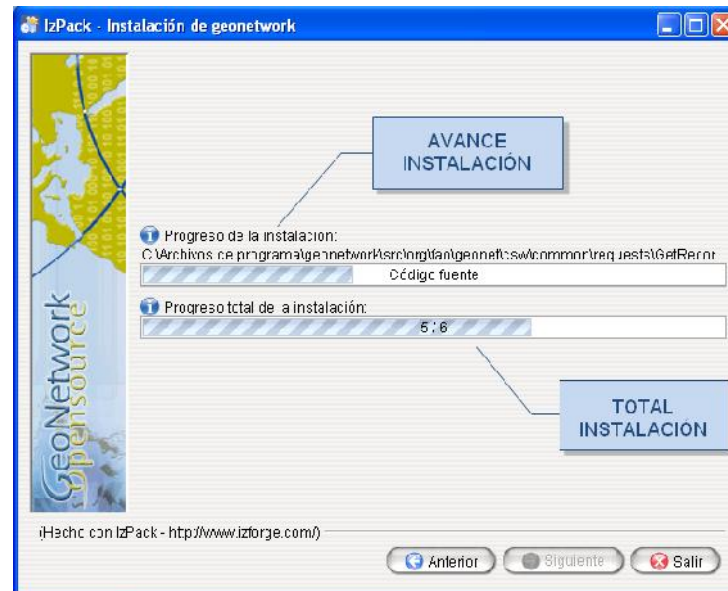 IzPack - Instalación de geonetwork
AVANCE
INSTALACIÓN
Progreso de la instalación:
C:\Archivos de programa\geonetwork\src\org\fao\geonet\csw\common\requests\GetRecor
Código fuente
Progreso total de la instalación:
5 / 6
TOTAL
INSTALACIÓN
GeoNetwork
Opensource
(Hecho con IzPack - http://www.izforge.com/)
Anterior
Siguiente
Salir